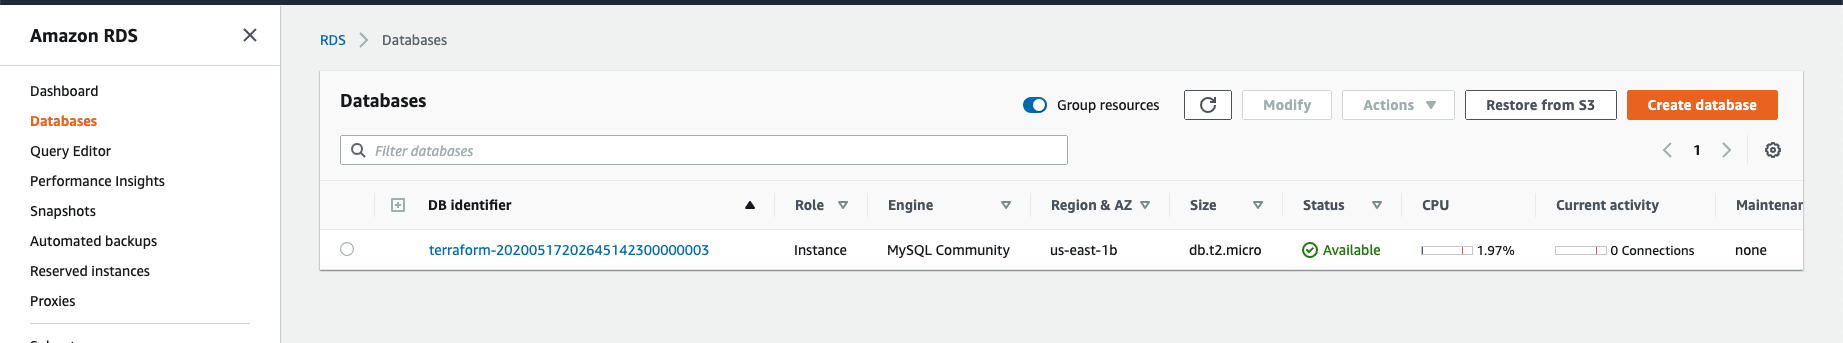 Amazon RDS
Dashboard
Databases
Query Editor
Performance Insights
Snapshots
Automated backups
Reserved instances
Proxies
RDS > Databases
Databases
Group resources
Modify
Actions
Restore from S3
Create database
Filter databases
1
DB identifier Role Engine Region & AZ Size Status CPU Current activity Maintenan
terraform-20200517202645142300000003 Instance MySQL Community us-east-1b db.t2.micro Available 1.97% 0 Connections none